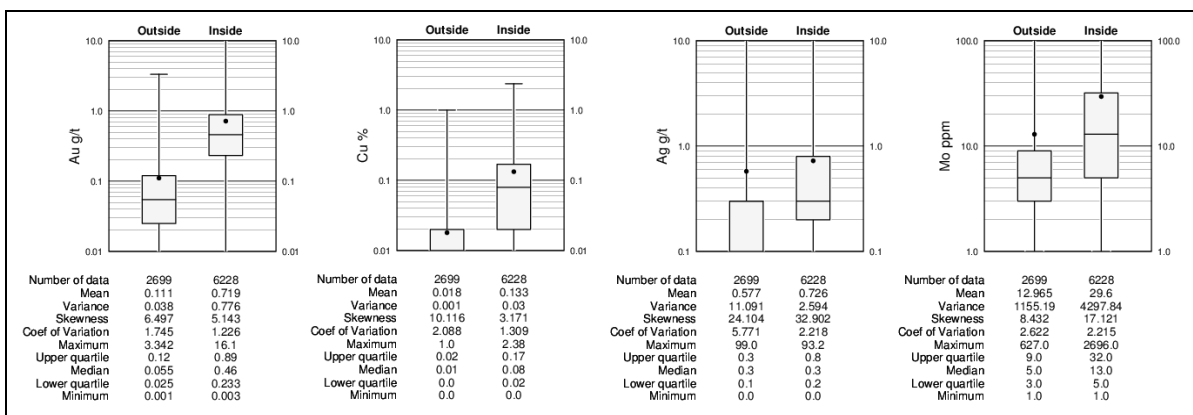 Outside Inside
10.0 10.0
1.0 1.0
0.1 0.1
0.01 0.01
Au g/t
Number of data 2699 6228
Mean 0.111 0.719
Variance 0.038 0.776
Skewness 6.497 5.143
Coef of Variation 1.745 1.226
Maximum 3.342 16.1
Upper quartile 0.12 0.89
Median 0.055 0.46
Lower quartile 0.025 0.233
Minimum 0.001 0.003
Outside Inside
10.0 10.0
1.0 1.0
0.1 0.1
0.01 0.01
Cu %
Number of data 2699 6228
Mean 0.018 0.133
Variance 0.001 0.03
Skewness 10.116 3.171
Coef of Variation 2.088 1.309
Maximum 1.0 2.38
Upper quartile 0.02 0.17
Median 0.01 0.08
Lower quartile 0.0 0.02
Minimum 0.0 0.0
Outside Inside
10.0 10.0
1.0 1.0
0.1 0.1
Ag g/t
Number of data 2699 6228
Mean 0.577 0.726
Variance 11.091 2.594
Skewness 24.104 32.902
Coef of Variation 5.771 2.218
Maximum 99.0 93.2
Upper quartile 0.3 0.8
Median 0.3 0.3
Lower quartile 0.1 0.2
Minimum 0.0 0.0
Outside Inside
100.0 100.0
10.0 10.0
1.0 1.0
Mo ppm
Number of data 2699 6228
Mean 12.965 29.6
Variance 1155.19 4297.84
Skewness 8.432 17.121
Coef of Variation 2.622 2.215
Maximum 627.0 2696.0
Upper quartile 9.0 32.0
Median 5.0 13.0
Lower quartile 3.0 5.0
Minimum 1.0 1.0